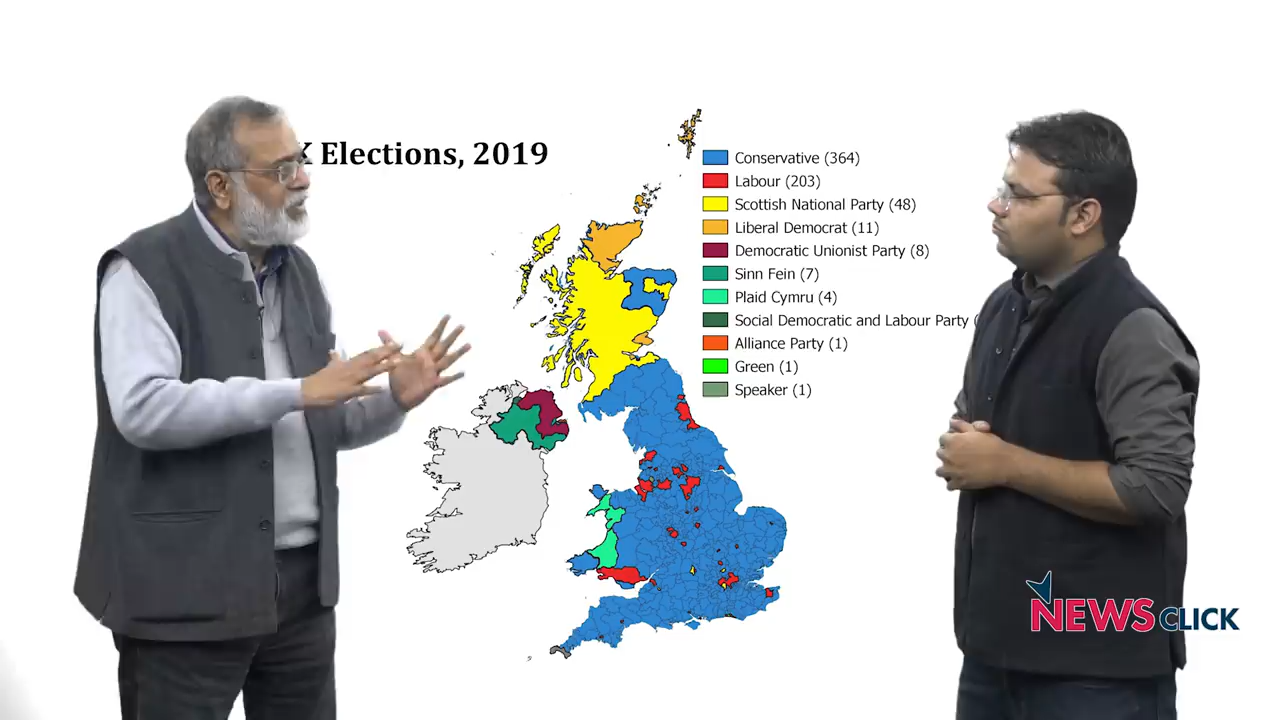 Elections, 2019
Conservative (364)
Labour (203)
Scottish National Party (48)
Liberal Democrat (11)
Democratic Unionist Party (8)
Sinn Fein (7)
Plaid Cymru (4)
Social Democratic and Labour Party (
Alliance Party (1)
Green (1)
Speaker (1)
NEWSCLICK